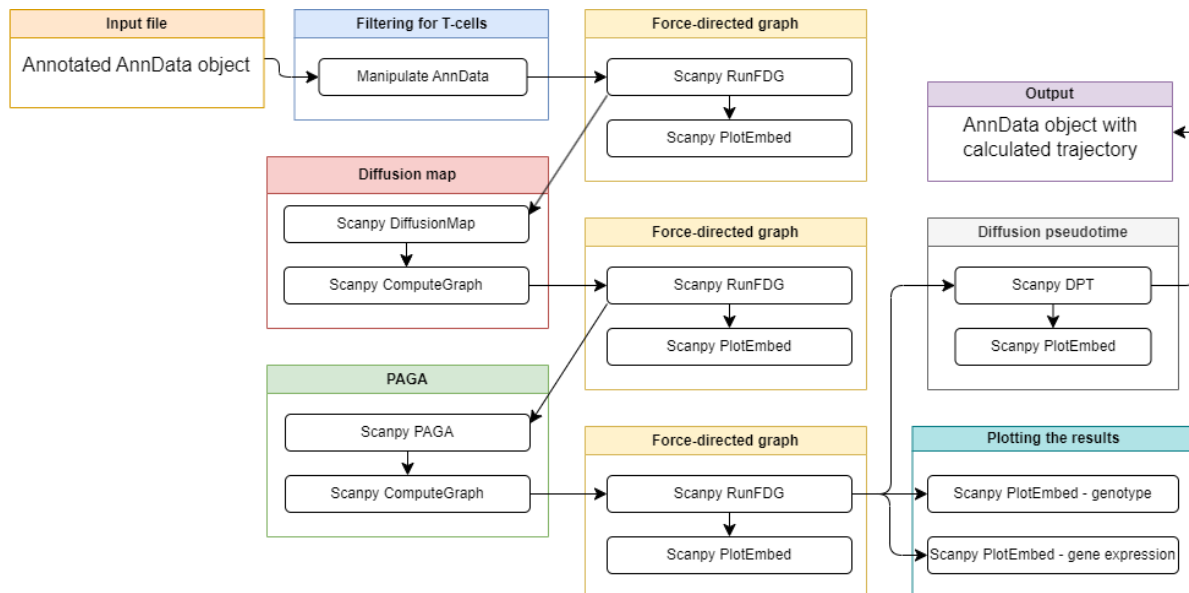 Input file
Annotated AnnData object
Filtering for T-cells
Manipulate AnnData
Force-directed graph
Scanpy RunFDG
Scanpy PlotEmbed
Output
AnnData object with
calculated trajectory
Diffusion map
Scanpy DiffusionMap
Scanpy ComputeGraph
Force-directed graph
Scanpy RunFDG
Scanpy PlotEmbed
Diffusion pseudotime
Scanpy DPT
Scanpy PlotEmbed
PAGA
Scanpy PAGA
Scanpy ComputeGraph
Force-directed graph
Scanpy RunFDG
Scanpy PlotEmbed
Plotting the results
Scanpy PlotEmbed - genotype
Scanpy PlotEmbed - gene expression